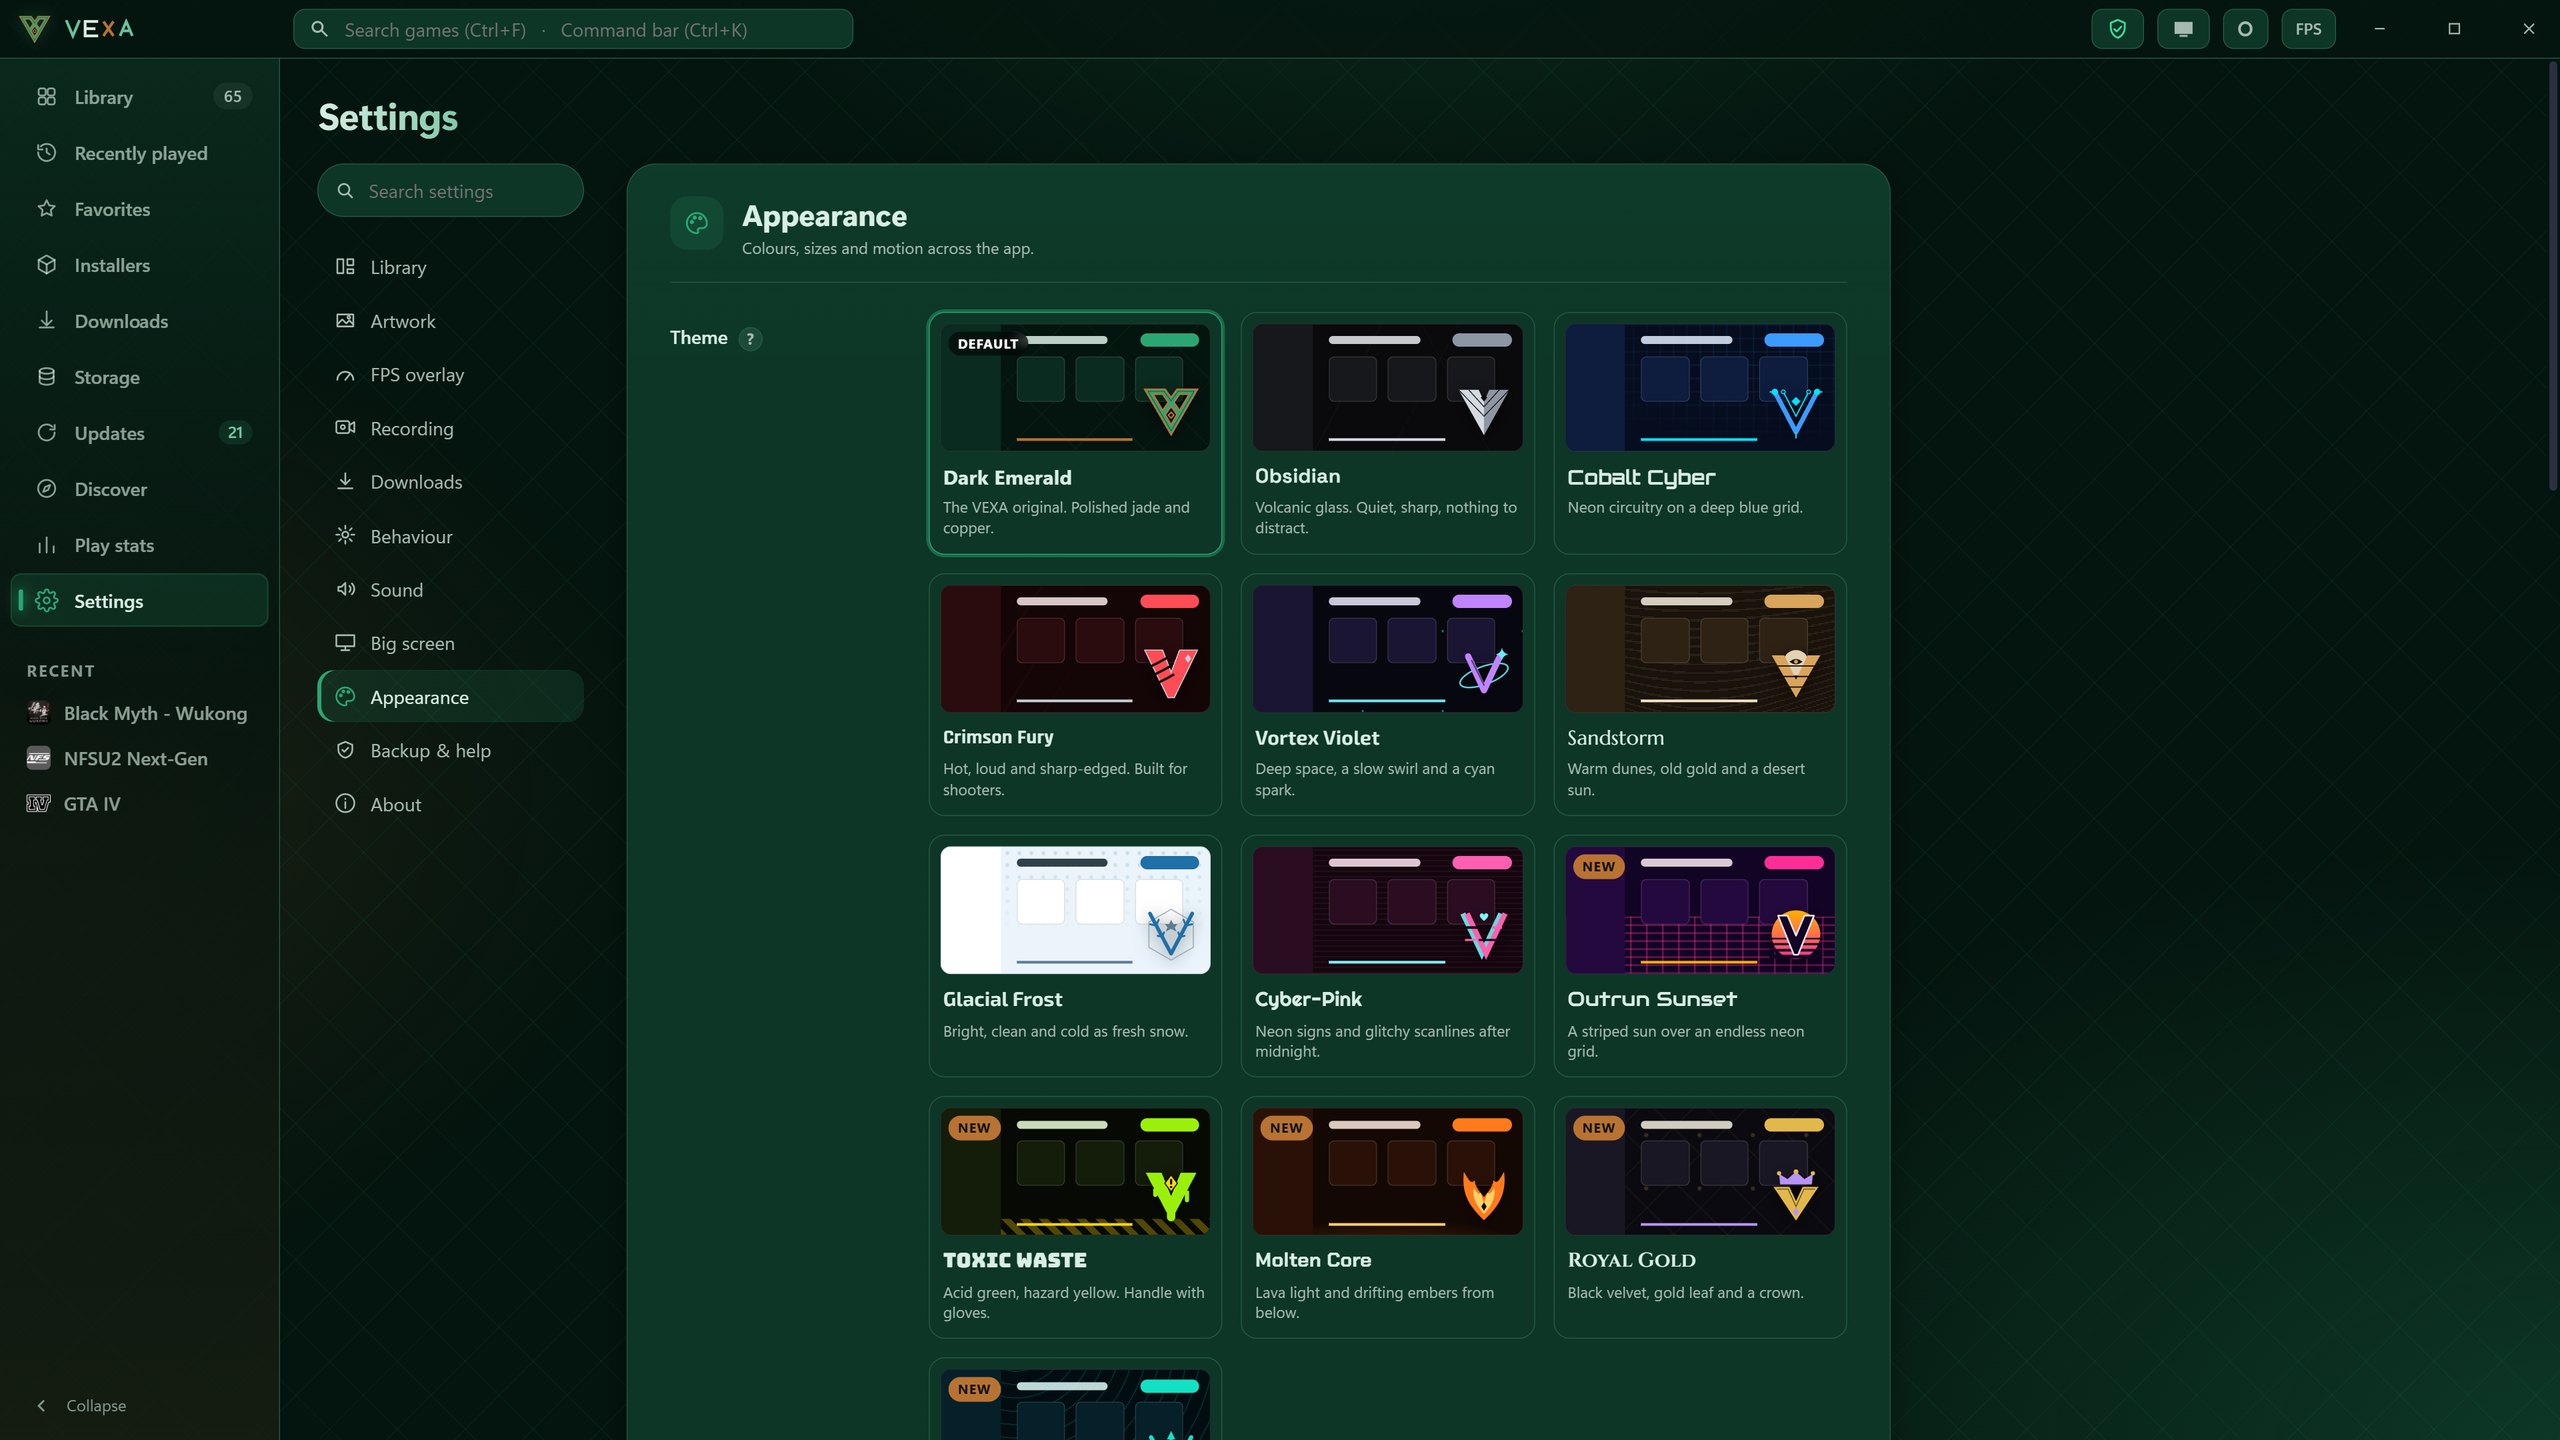 VEXA
Search games (Ctrl+F) · Command bar (Ctrl+K)
FPS
Library 65
Recently played
Favorites
Installers
Downloads
Storage
Updates 21
Discover
Play stats
Settings
RECENT
Black Myth - Wukong
NFSU2 Next-Gen
GTA IV
Collapse
Settings
Search settings
Library
Artwork
FPS overlay
Recording
Downloads
Behaviour
Sound
Big screen
Appearance
Backup & help
About
Appearance
Colours, sizes and motion across the app.
Theme ?
DEFAULT
Dark Emerald
The VEXA original. Polished jade and
copper.
Obsidian
Volcanic glass. Quiet, sharp, nothing to
distract.
Cobalt Cyber
Neon circuitry on a deep blue grid.
Crimson Fury
Hot, loud and sharp-edged. Built for
shooters.
Vortex Violet
Deep space, a slow swirl and a cyan
spark.
Sandstorm
Warm dunes, old gold and a desert
sun.
Glacial Frost
Bright, clean and cold as fresh snow.
Cyber-Pink
Neon signs and glitchy scanlines after
midnight.
NEW
Outrun Sunset
A striped sun over an endless neon
grid.
NEW
TOXIC WASTE
Acid green, hazard yellow. Handle with
gloves.
NEW
Molten Core
Lava light and drifting embers from
below.
NEW
ROYAL GOLD
Black velvet, gold leaf and a crown.
NEW